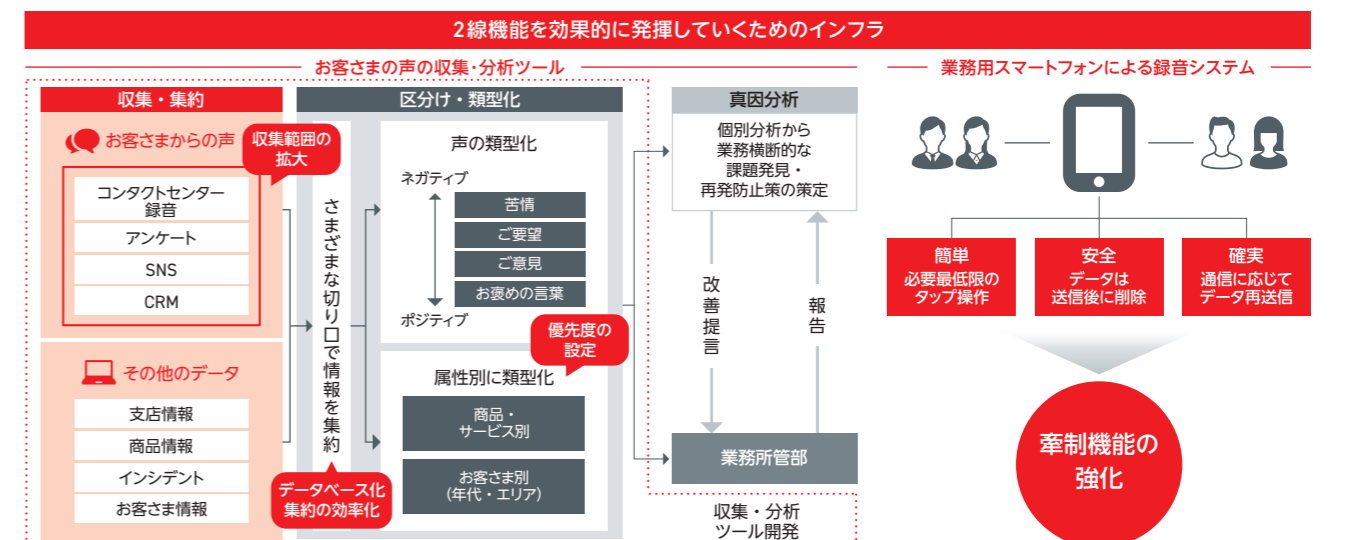 2線機能を効果的に発揮していくためのインフラ
お客さまの声の収集・分析ツール
収集・集約
お客さまからの声
収集範囲の
拡大
コンタクトセンター
録音
アンケート
SNS
CRM
その他のデータ
支店情報
商品情報
インシデント
お客さま情報
区分け・類型化
さまざまな切り口で情報を集約
データベース化
集約の効率化
声の類型化
ネガティブ
苦情
ご要望
ご意見
お褒めの言葉
ポジティブ
優先度の
設定
属性別に類型化
商品・
サービス別
お客さま別
(年代・エリア)
真因分析
個別分析から
業務横断的な
課題発見・
再発防止策の策定
改善提言
報告
業務所管部
収集・分析
ツール開発
業務用スマートフォンによる録音システム
簡単
必要最低限の
タップ操作
安全
データは
送信後に削除
確実
通信に応じて
データ再送信
牽制機能の
強化